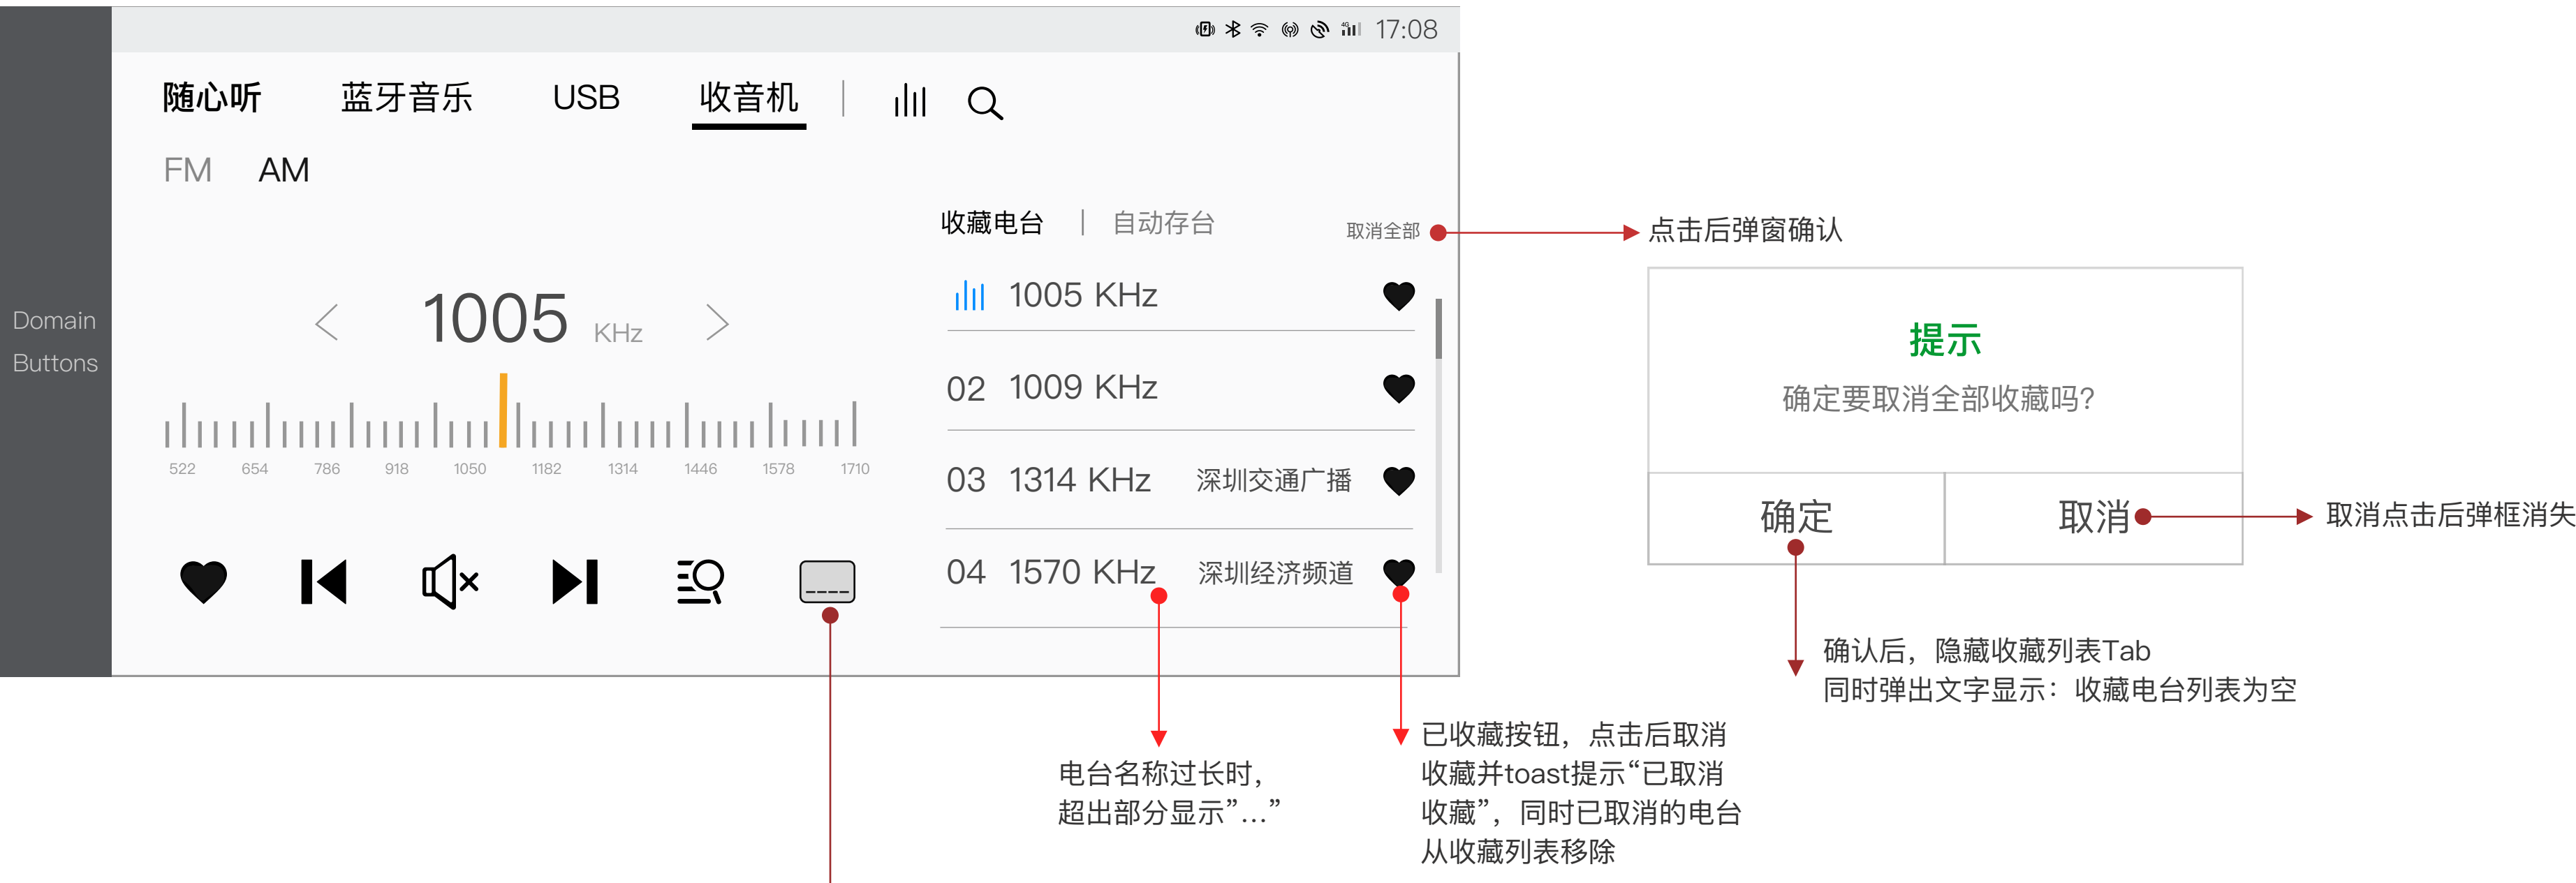 4G 17:08
随心听 蓝牙音乐 USB 收音机
FM AM
Domain
Buttons
收藏电台 自动存台 取消全部
1005 KHz
522 654 786 918 1050 1182 1314 1446 1578 1710
1005 KHz
02 1009 KHz
03 1314 KHz 深圳交通广播
04 1570 KHz 深圳经济频道
点击后弹窗确认
提示
确定要取消全部收藏吗?
确定 取消
取消点击后弹框消失
确认后，隐藏收藏列表Tab
同时弹出文字显示：收藏电台列表为空
电台名称过长时，
超出部分显示”...”
已收藏按钮，点击后取消
收藏并toast提示“已取消
收藏”，同时已取消的电台
从收藏列表移除